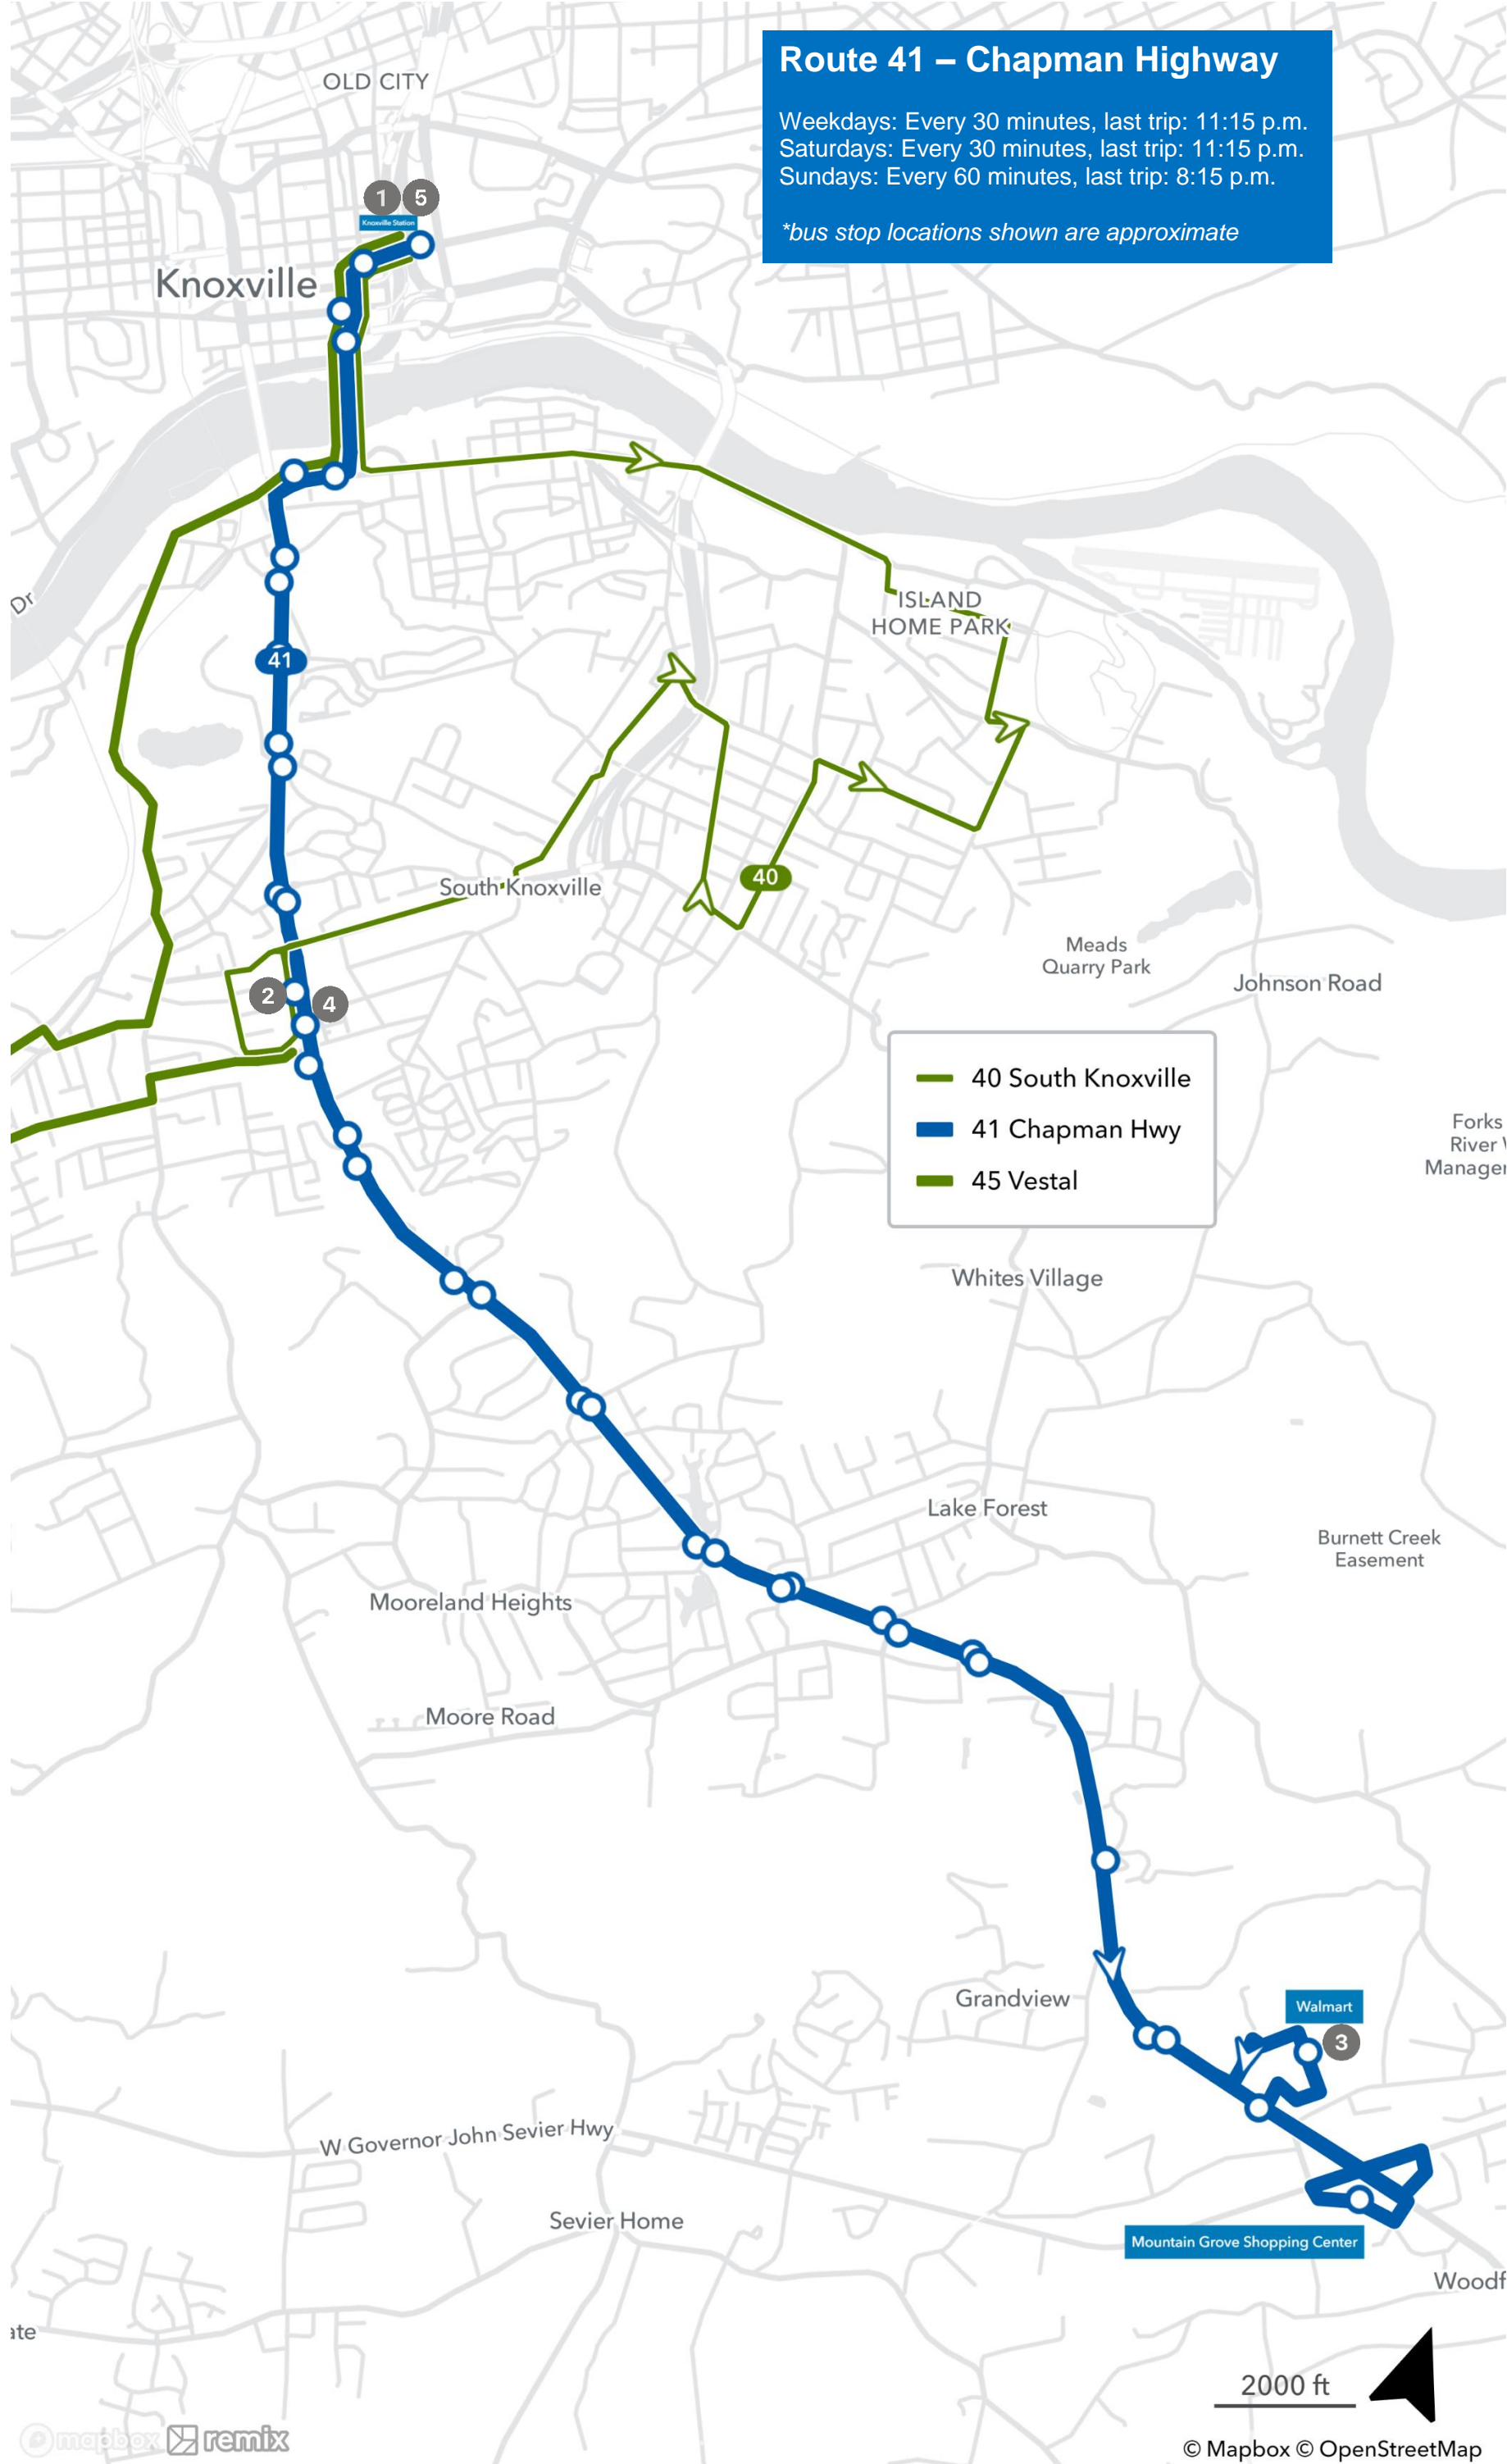 Route 41 – Chapman Highway
Weekdays: Every 30 minutes, last trip: 11:15 p.m.
Saturdays: Every 30 minutes, last trip: 11:15 p.m.
Sundays: Every 60 minutes, last trip: 8:15 p.m.
*bus stop locations shown are approximate
OLD CITY
1 5
Knoxville Station
Knoxville
Dr
ISLAND
HOME PARK
41
40
South Knoxville
Meads
Quarry Park
Johnson Road
2
4
40 South Knoxville
41 Chapman Hwy
45 Vestal
Forks
River
Manager
Whites Village
Lake Forest
Burnett Creek
Easement
Mooreland Heights
Moore Road
Grandview
Walmart
3
W Governor John Sevier Hwy
Sevier Home
Mountain Grove Shopping Center
Woodf
ate
2000 ft
mapbox remix
© Mapbox © OpenStreetMap